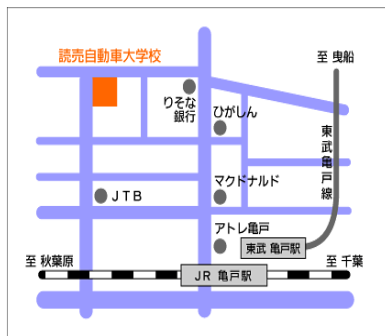 読売自動車大学校
至 曳船
りそな
銀行
ひがしん
東武亀戸線
JTB
マクドナルド
アトレ亀戸
東武 亀戸駅
至 秋葉原
至 千葉
JR 亀戸駅